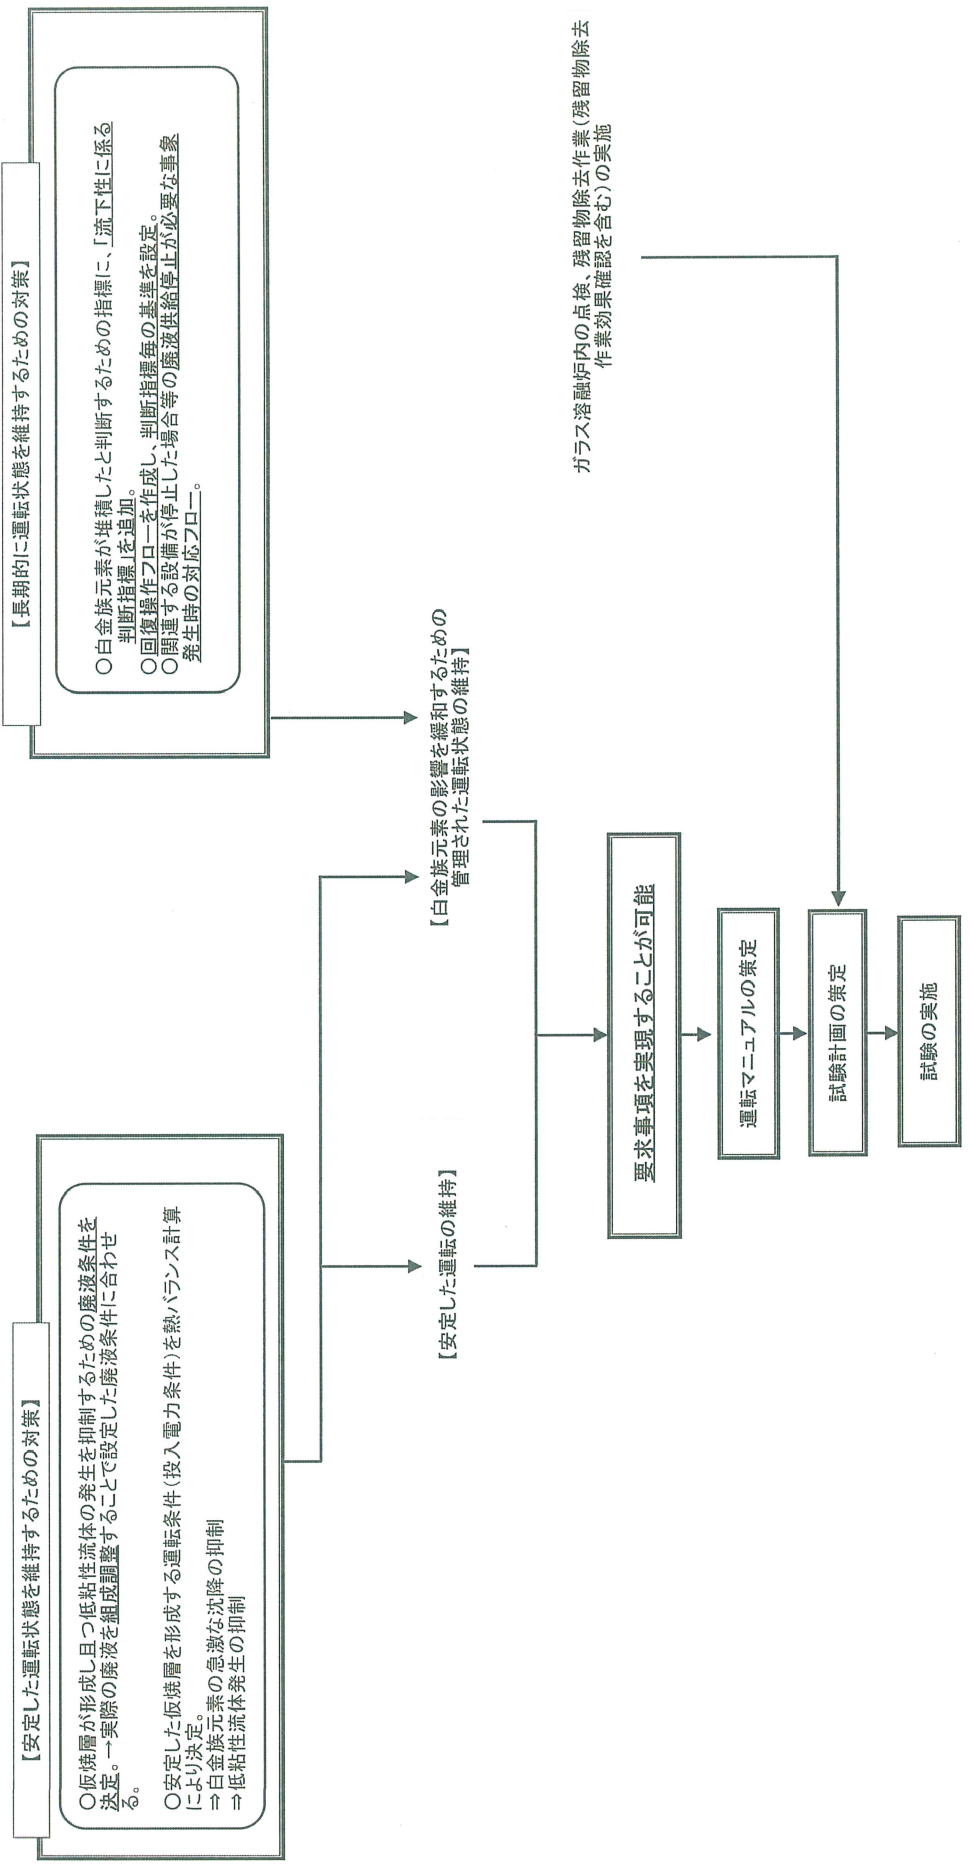 【安定した運転状態を維持するための対策】
○仮焼層が形成し且つ低粘性流体の発生を抑制するための廃液条件を
決定。→実際の廃液を組成調整することで設定した廃液条件に合わせ
る。
○安定した仮焼層を形成する運転条件(投入電力条件)を熱バランス計算
により決定。
⇒白金族元素の急激な沈降の抑制
⇒低粘性流体発生の抑制
【長期的に運転状態を維持するための対策】
○白金族元素が堆積したと判断するための指標に、「流下性に係る
判断指標」を追加。
○回復操作フローを作成し、判断指標毎の基準を設定。
○関連する設備が停止した場合等の廃液供給停止が必要な事象
発生時の対応フロー。
【安定した運転の維持】
【白金族元素の影響を緩和するための
管理された運転状態の維持】
要求事項を実現することが可能
運転マニュアルの策定
ガラス溶融炉内の点検、残留物除去作業(残留物除去
作業効果確認を含む)の実施
試験計画の策定
試験の実施